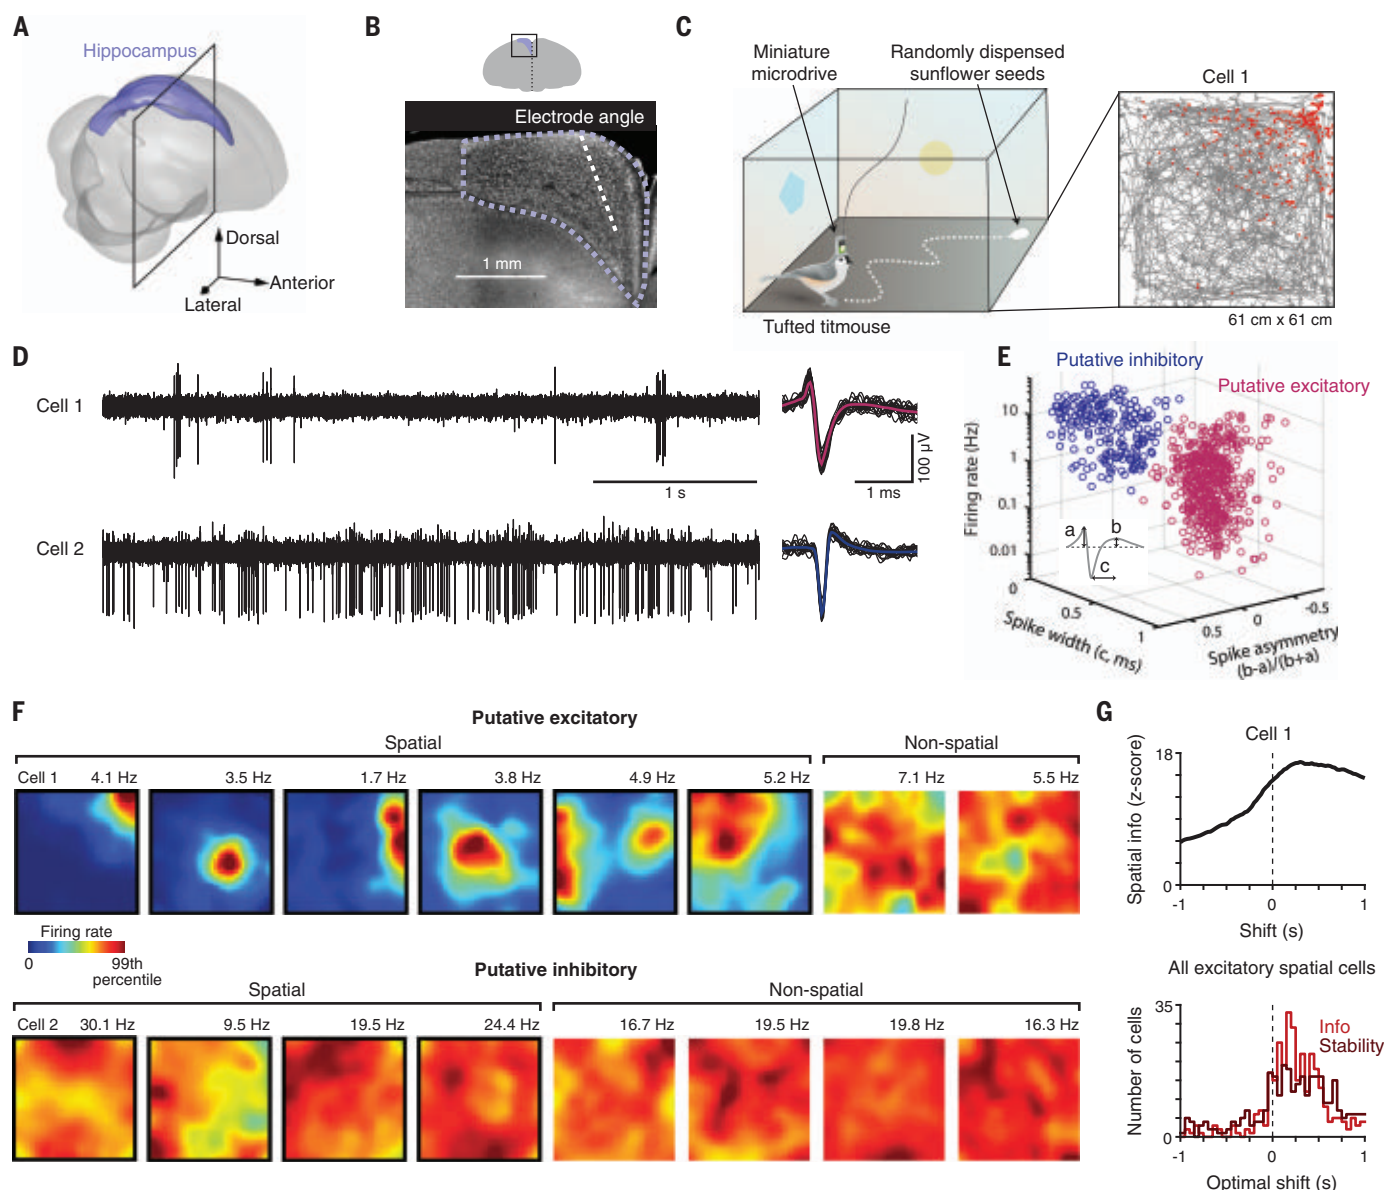 A
Hippocampus
Dorsal
Anterior
Lateral
B
Electrode angle
1 mm
C
Miniature
microdrive
Randomly dispensed
sunflower seeds
Tufted titmouse
Cell 1
61 cm x 61 cm
D
Cell 1
1 s
1 ms
100 µV
Cell 2
E
Putative inhibitory
Putative excitatory
Firing rate (Hz)
10
1
0.1
0.01
0
0.5
1
Spike width (c, ms)
0.5
0
-0.5
Spike asymmetry
(b-a)/(b+a)
a
b
c
F
Putative excitatory
Spatial
Non-spatial
Cell 1 4.1 Hz 3.5 Hz 1.7 Hz 3.8 Hz 4.9 Hz 5.2 Hz 7.1 Hz 5.5 Hz
Firing rate
0 99th
percentile
Putative inhibitory
Spatial
Non-spatial
Cell 2 30.1 Hz 9.5 Hz 19.5 Hz 24.4 Hz 16.7 Hz 19.5 Hz 19.8 Hz 16.3 Hz
G
Cell 1
Spatial info (z-score)
18
0
-1 0 1
Shift (s)
All excitatory spatial cells
Number of cells
35
0
Info
Stability
-1 0 1
Optimal shift (s)